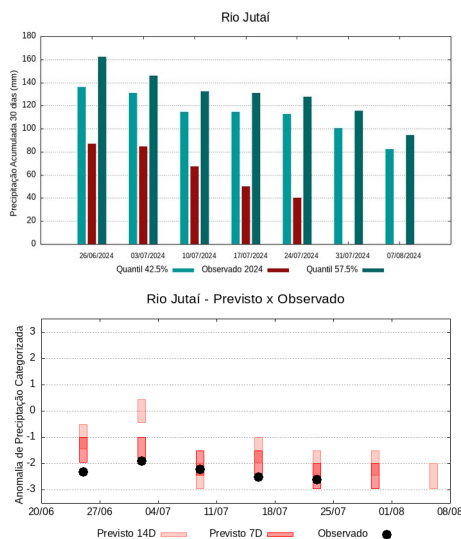 Rio Jutaí
Precipitação Acumulada 30 dias (mm)
180
160
140
120
100
80
60
40
20
0
26/06/2024 03/07/2024 10/07/2024 17/07/2024 24/07/2024 31/07/2024 07/08/2024
Quantil 42.5% Observado 2024 Quantil 57.5%
Rio Jutaí - Previsto x Observado
Anomalia de Preciptação Categorizada
3
2
1
0
-1
-2
-3
20/06 27/06 04/07 11/07 18/07 25/07 01/08 08/08
Previsto 14D Previsto 7D Observado